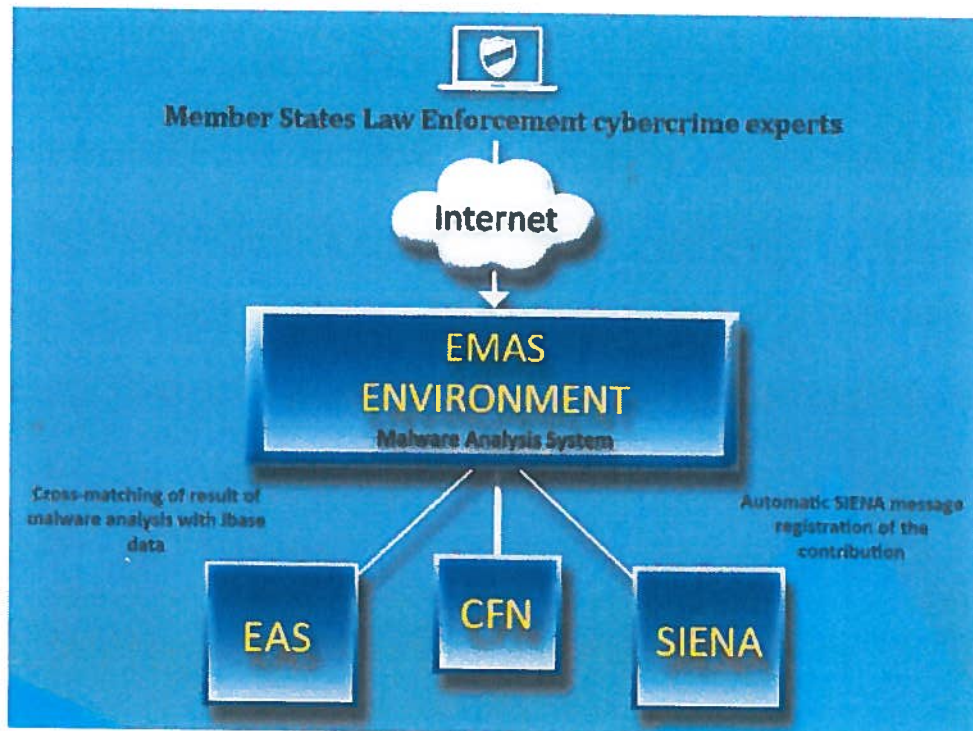 Member States Law Enforcement cybercrime experts
Internet
EMAS
ENVIRONMENT
Malware Analysis System
Cross-matching of result of
malware analysis with Ibase
data
Automatic SIENA message
registration of the
contribution
EAS
CFN
SIENA